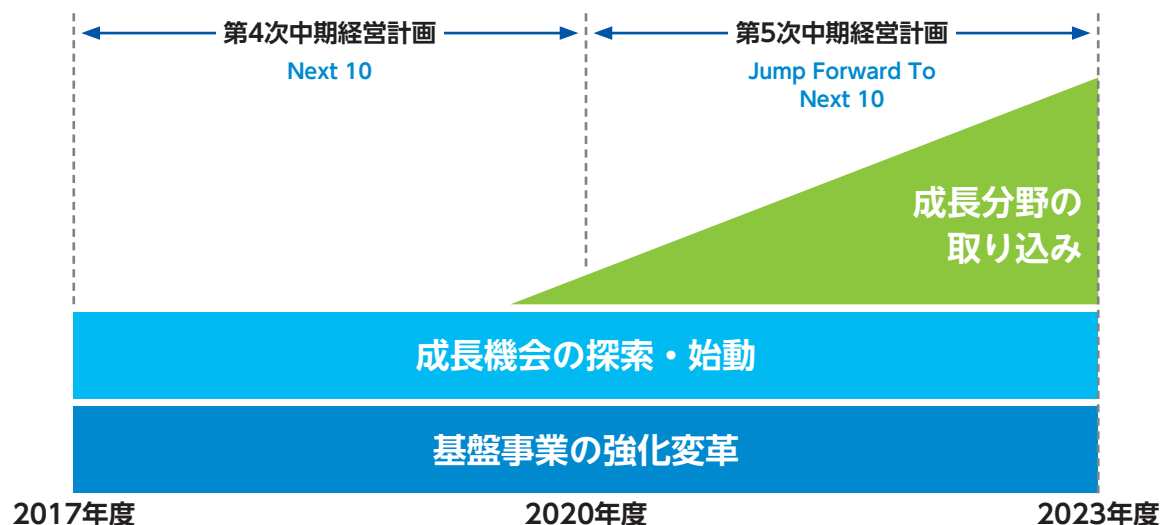 第4次中期経営計画
Next 10
第5次中期経営計画
Jump Forward To
Next 10
成長分野の
取り込み
成長機会の探索・始動
基盤事業の強化変革
2017年度
2020年度
2023年度